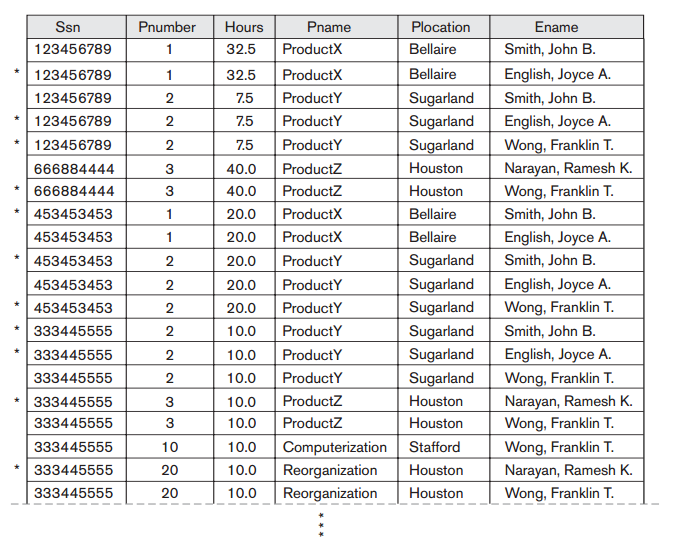 Ssn Pnumber Hours Pname Plocation Ename
123456789 1 32.5 ProductX Bellaire Smith, John B.
* 123456789 1 32.5 ProductX Bellaire English, Joyce A.
123456789 2 7.5 ProductY Sugarland Smith, John B.
* 123456789 2 7.5 ProductY Sugarland English, Joyce A.
* 123456789 2 7.5 ProductY Sugarland Wong, Franklin T.
666884444 3 40.0 ProductZ Houston Narayan, Ramesh K.
* 666884444 3 40.0 ProductZ Houston Wong, Franklin T.
* 453453453 1 20.0 ProductX Bellaire Smith, John B.
453453453 1 20.0 ProductX Bellaire English, Joyce A.
* 453453453 2 20.0 ProductY Sugarland Smith, John B.
453453453 2 20.0 ProductY Sugarland English, Joyce A.
* 453453453 2 20.0 ProductY Sugarland Wong, Franklin T.
* 333445555 2 10.0 ProductY Sugarland Smith, John B.
* 333445555 2 10.0 ProductY Sugarland English, Joyce A.
333445555 2 10.0 ProductY Sugarland Wong, Franklin T.
* 333445555 3 10.0 ProductZ Houston Narayan, Ramesh K.
333445555 3 10.0 ProductZ Houston Wong, Franklin T.
333445555 10 10.0 Computerization Stafford Wong, Franklin T.
* 333445555 20 10.0 Reorganization Houston Narayan, Ramesh K.
333445555 20 10.0 Reorganization Houston Wong, Franklin T.
*
*
*